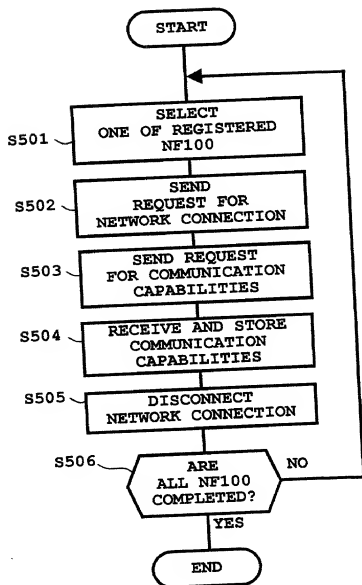 START
S501
SELECT
ONE OF REGISTERED
NF100
S502
SEND
REQUEST FOR
NETWORK CONNECTION
S503
SEND REQUEST
FOR COMMUNICATION
CAPABILITIES
S504
RECEIVE AND STORE
COMMUNICATION
CAPABILITIES
S505
DISCONNECT
NETWORK CONNECTION
S506
ARE
ALL NF100
COMPLETED?
NO
YES
END